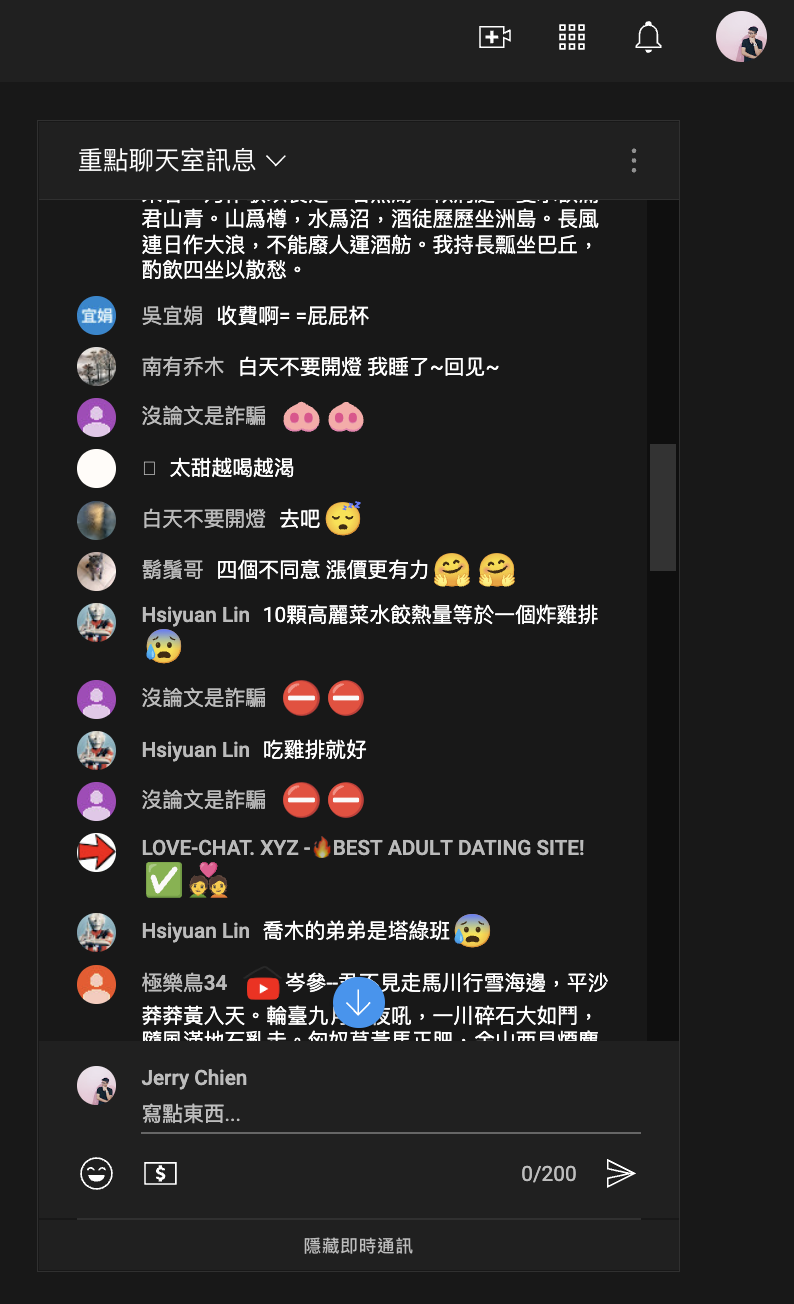 重點聊天室訊息
君山青。山爲樽，水爲沼，酒徒歷歷坐洲島。長風
連日作大浪，不能廢人運酒舫。我持長瓢坐巴丘，
酌飲四坐以散愁。
宜娟 吳宜娟 收費啊= =屁屁杯
南有乔木 白天不要開燈 我睡了~回见~
沒論文是詐騙 🐽🐽
太甜越喝越渴
白天不要開燈 去吧😴
鬍鬚哥 四個不同意 漲價更有力🤗🤗
Hsiyuan Lin 10顆高麗菜水餃熱量等於一個炸雞排
😰
沒論文是詐騙 ⛔⛔
Hsiyuan Lin 吃雞排就好
沒論文是詐騙 ⛔⛔
LOVE-CHAT. XYZ -🔥BEST ADULT DATING SITE!
✅💑
Hsiyuan Lin 喬木的弟弟是塔綠班😰
極樂鳥34 岑參--君不見走馬川行雪海邊，平沙
莽莽黃入天。輪臺九月夜吼，一川碎石大如鬥，
Jerry Chien
寫點東西...
0/200
隱藏即時通訊